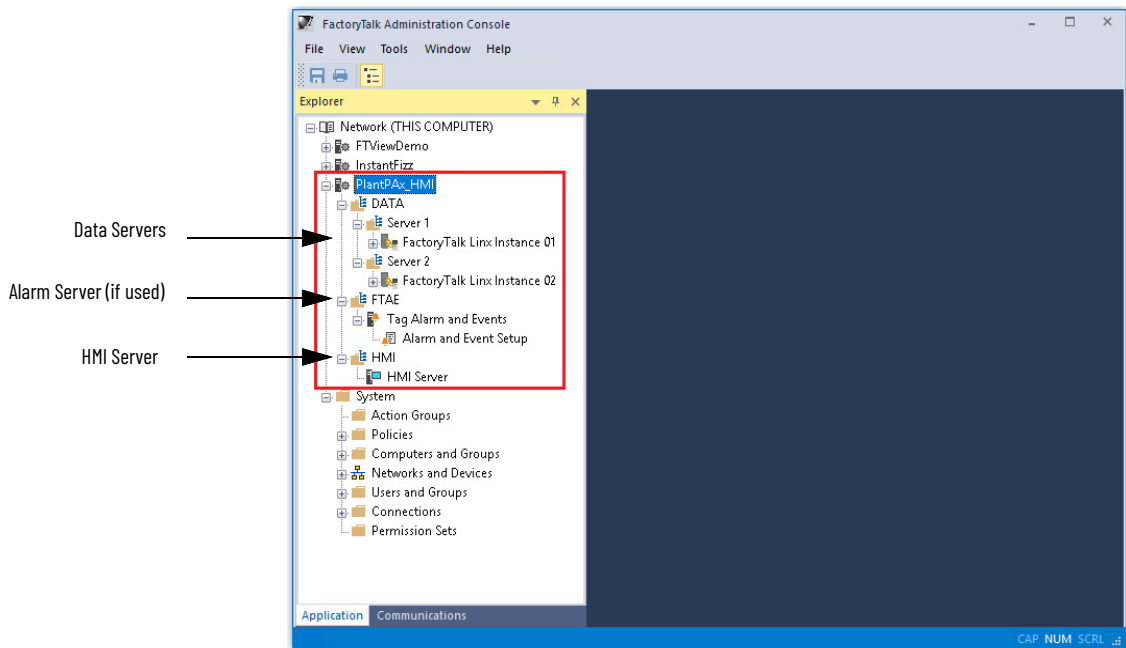 FactoryTalk Administration Console
File View Tools Window Help
Explorer
Network (THIS COMPUTER)
FTViewDemo
InstantFizz
PlantPAx_HMI
DATA
Data Servers
Server 1
FactoryTalk Linx Instance 01
Server 2
FactoryTalk Linx Instance 02
Alarm Server (if used)
FTAE
Tag Alarm and Events
Alarm and Event Setup
HMI Server
HMI
HMI Server
System
Action Groups
Policies
Computers and Groups
Networks and Devices
Users and Groups
Connections
Permission Sets
Application Communications
CAP NUM SCRL